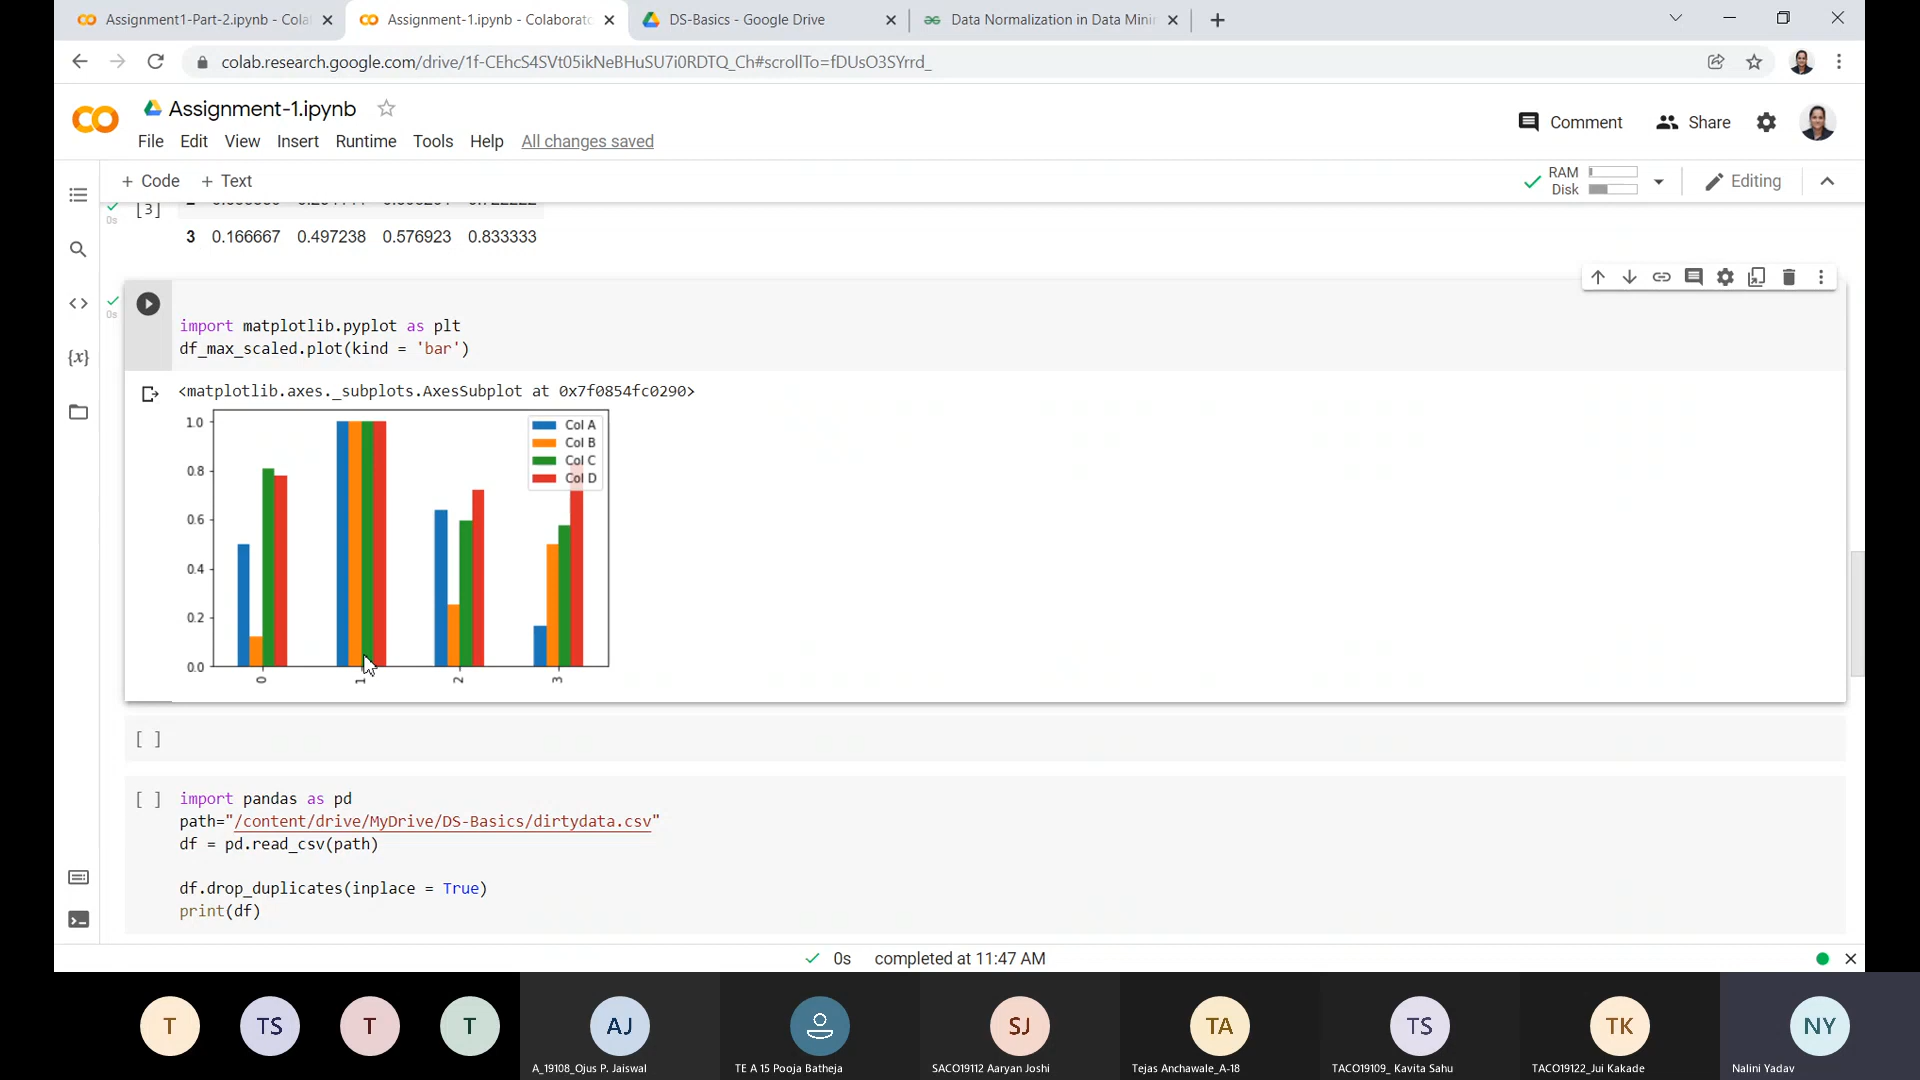 Assignment1-Part-2.ipynb - Cola
Assignment-1.ipynb - Colaborato
DS-Basics - Google Drive
Data Normalization in Data Minin
colab.research.google.com/drive/1f-CEhcS4SVt05ikNeBHuSU7i0RDTQ_Ch#scrollTo=fDUsO3SYrrd_
Assignment-1.ipynb
File Edit View Insert Runtime Tools Help All changes saved
Comment Share
+ Code + Text
RAM
Disk
Editing
[3]
0s
3 0.166667 0.497238 0.576923 0.833333
0s
import matplotlib.pyplot as plt
df_max_scaled.plot(kind = 'bar')
<matplotlib.axes._subplots.AxesSubplot at 0x7f0854fc0290>
1.0
0.8
0.6
0.4
0.2
0.0
Col A
Col B
Col C
Col D
0 1 2 3
[ ]
[ ] import pandas as pd
path="/content/drive/MyDrive/DS-Basics/dirtydata.csv"
df = pd.read_csv(path)
df.drop_duplicates(inplace = True)
print(df)
{x}
0s completed at 11:47 AM
T TS T T AJ SJ TA TS TK NY
A_19108_Ojus P. Jaiswal
TE A 15 Pooja Batheja
SACO19112 Aaryan Joshi
Tejas Anchawale_A-18
TACO19109_ Kavita Sahu
TACO19122_Jui Kakade
Nalini Yadav